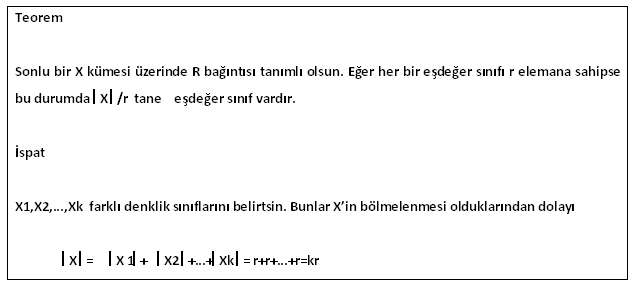 Teorem
Sonlu bir X kümesi üzerinde R bağıntısı tanımlı olsun. Eğer her bir eşdeğer sınıfı r elemana sahipse
bu durumda | X| /r tane eşdeğer sınıf vardır.
İspat
X1,X2,...,Xk farklı denklik sınıflarını belirtsin. Bunlar X’in bölmelenmesi olduklarından dolayı
| X| = | X 1| + | X2| +...+| Xk| = r+r+...+r=kr